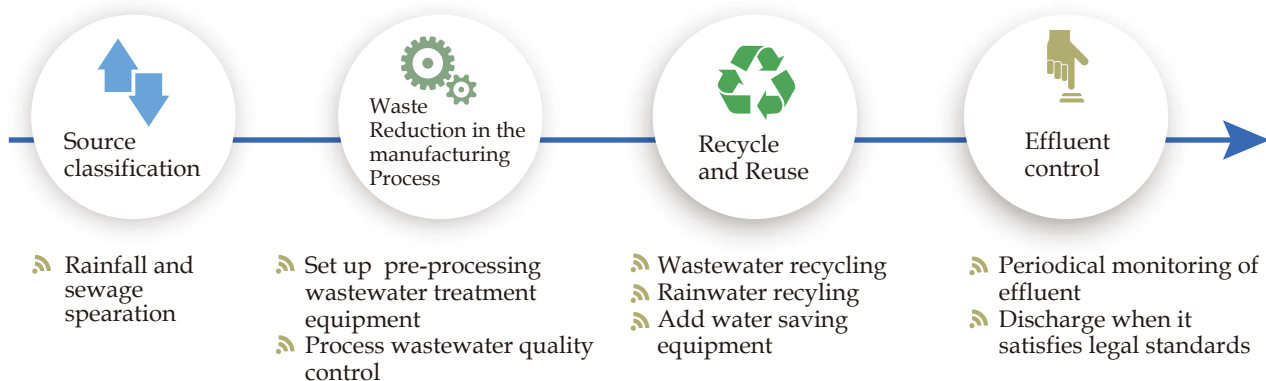 Source
classification
Waste
Reduction in the
manufacturing
Process
Recycle
and Reuse
Effluent
control
Rainfall and
sewage
spearation
Set up pre-processing
wastewater treatment
equipment
Process wastewater quality
control
Wastewater recycling
Rainwater recyling
Add water saving
equipment
Periodical monitoring of
effluent
Discharge when it
satisfies legal standards